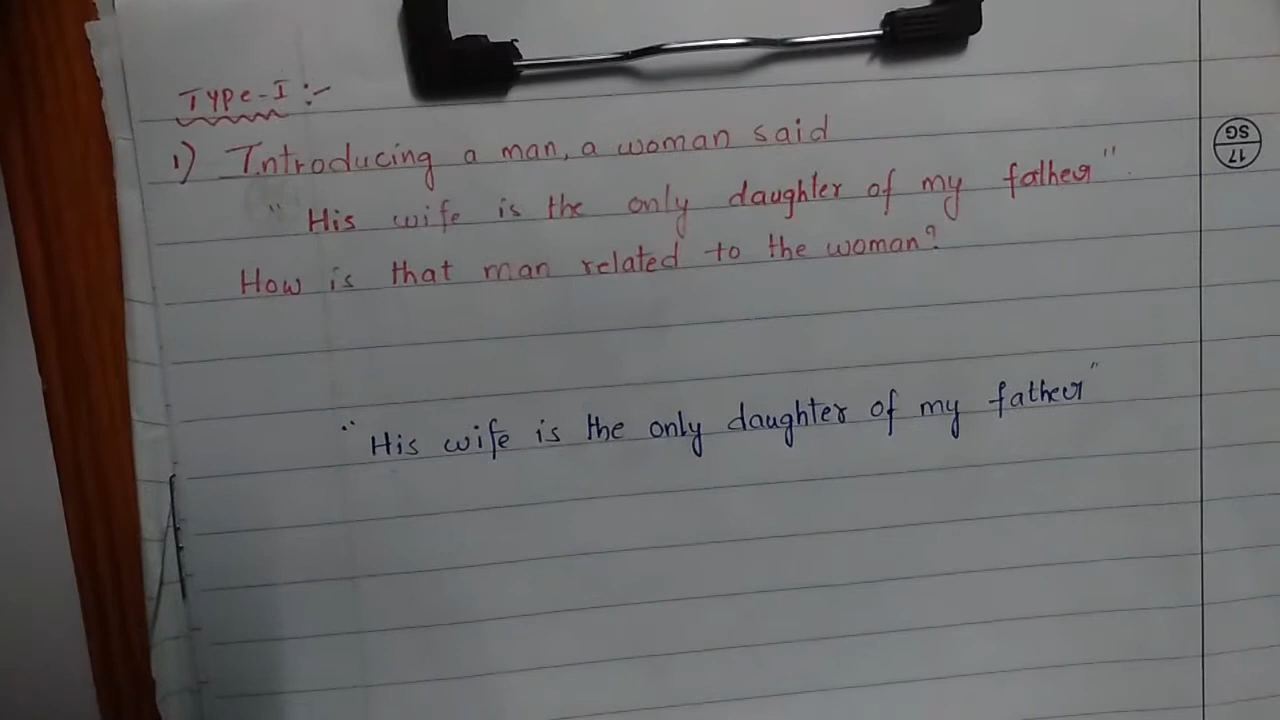 Type-I :-
1) Introducing a man, a woman said
" His wife is the only daughter of my father".
How is that man related to the woman?
" His wife is the only daughter of my father"
17
SG